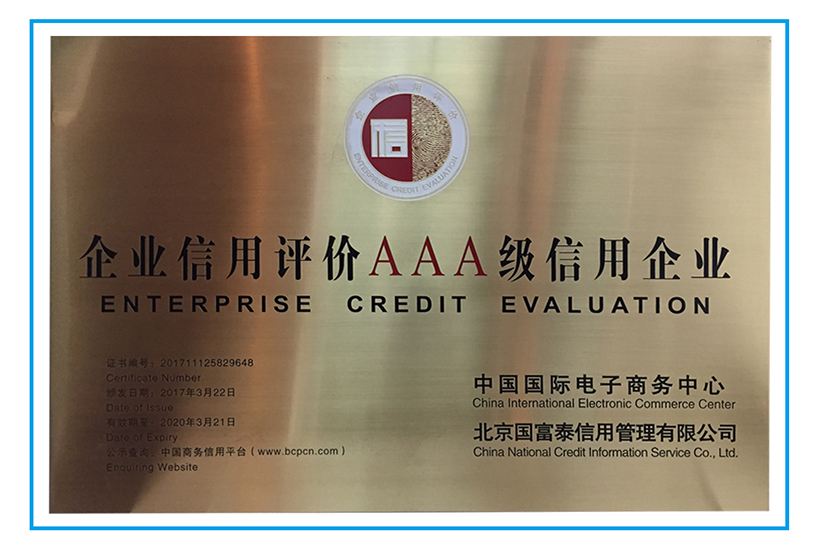 企业信用评价
信
ENTERPRISE CREDIT EVALUATION
企业信用评价AAA级信用企业
ENTERPRISE CREDIT EVALUATION
证书编号：201711125829648
Certificate Number
颁发日期：2017年3月22日
Date of Issue
有效期至：2020年3月21日
Date of Expiry
公示查询：中国商务信用平台（www.bcpcn.com）
Enquiring Website
中国国际电子商务中心
China International Electronic Commerce Center
北京国富泰信用管理有限公司
China National Credit Information Service Co., Ltd.